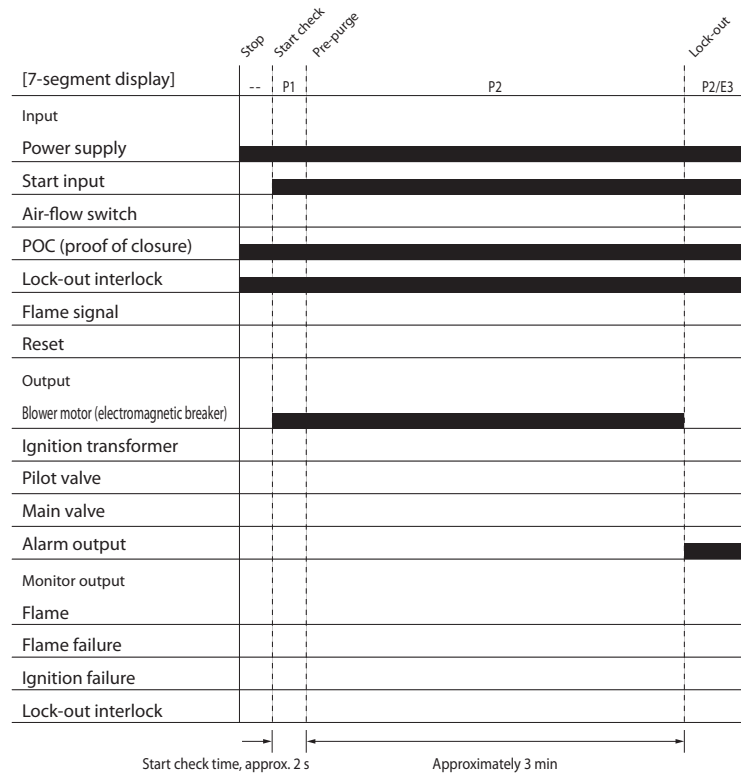 Stop
Start check
Pre-purge
Lock-out
[7-segment display] -- P1 P2 P2/E3
Input
Power supply
Start input
Air-flow switch
POC (proof of closure)
Lock-out interlock
Flame signal
Reset
Output
Blower motor (electromagnetic breaker)
Ignition transformer
Pilot valve
Main valve
Alarm output
Monitor output
Flame
Flame failure
Ignition failure
Lock-out interlock
Start check time, approx. 2 s Approximately 3 min